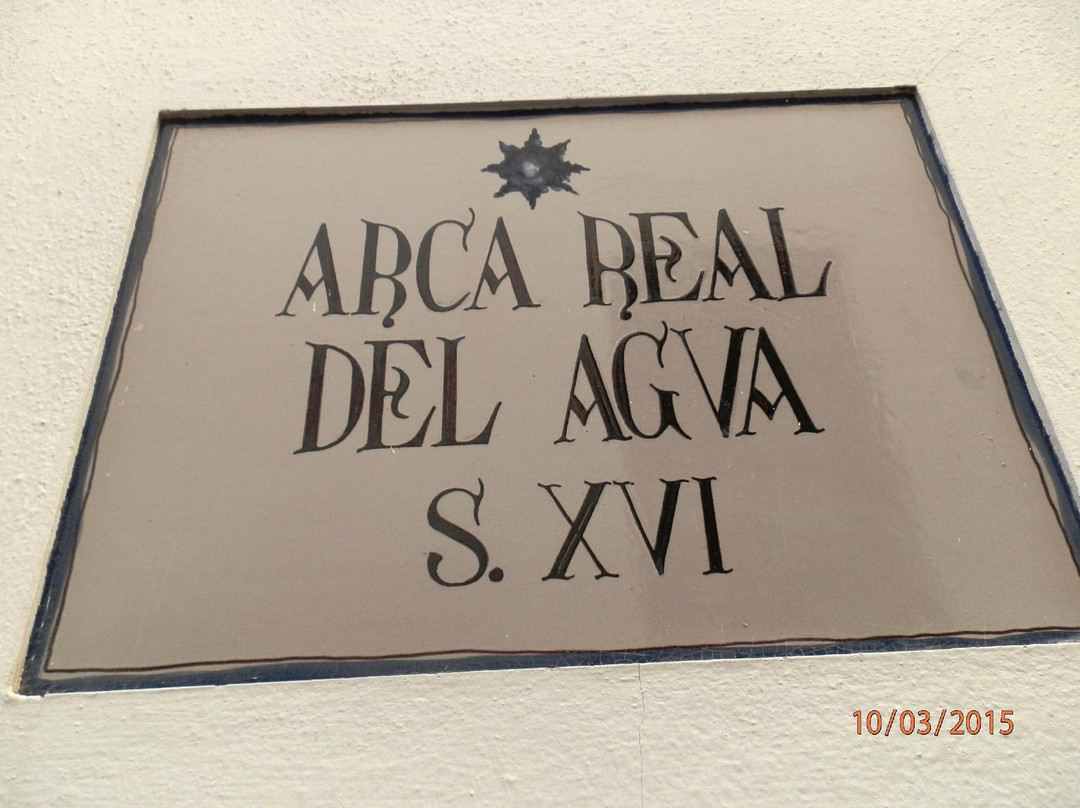 ARCA REAL
DEL AGVA
S. XVI
10/03/2015